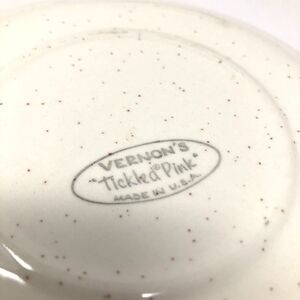 VERNON'S
"Tickled Pink"
MADE IN U.S.A.